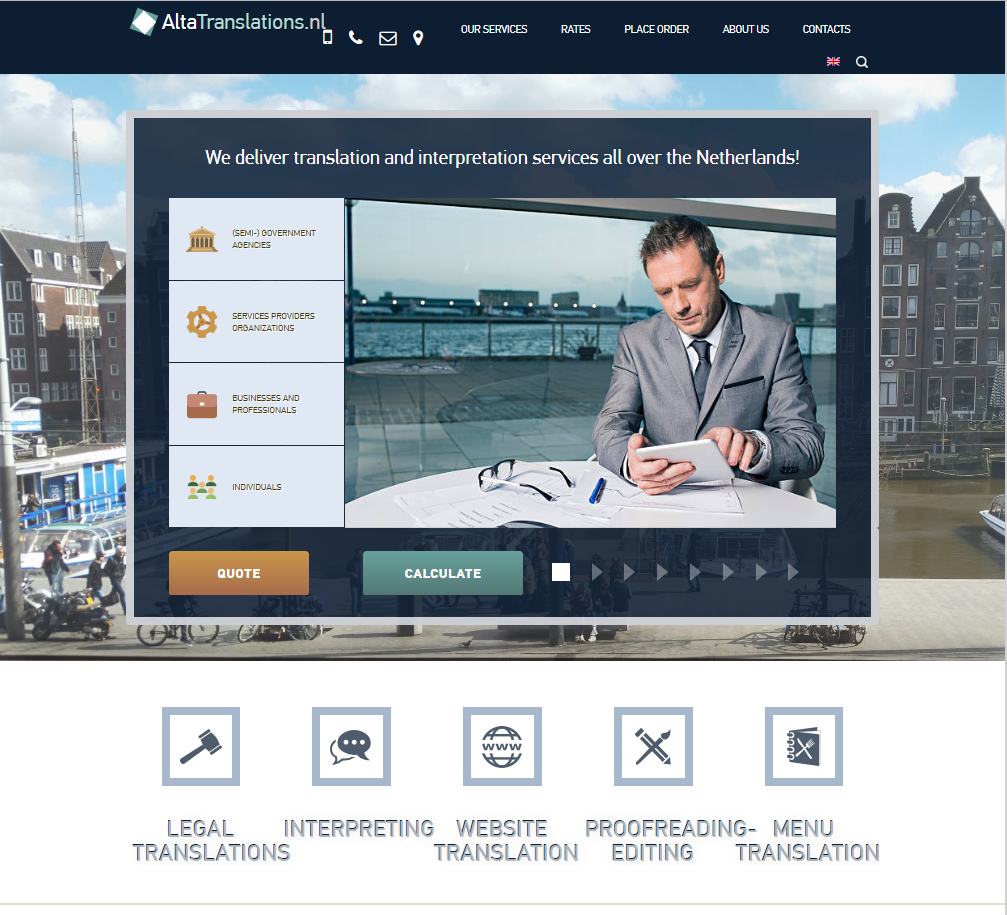 AltaTranslations.nl
OUR SERVICES
RATES
PLACE ORDER
ABOUT US
CONTACTS
We deliver translation and interpretation services all over the Netherlands!
(SEMI-) GOVERNMENT
AGENCIES
SERVICES PROVIDERS
ORGANIZATIONS
BUSINESSES AND
PROFESSIONALS
INDIVIDUALS
QUOTE
CALCULATE
www
LEGAL
TRANSLATIONS
INTERPRETING
WEBSITE
TRANSLATION
PROOFREADING-
EDITING
MENU
TRANSLATION